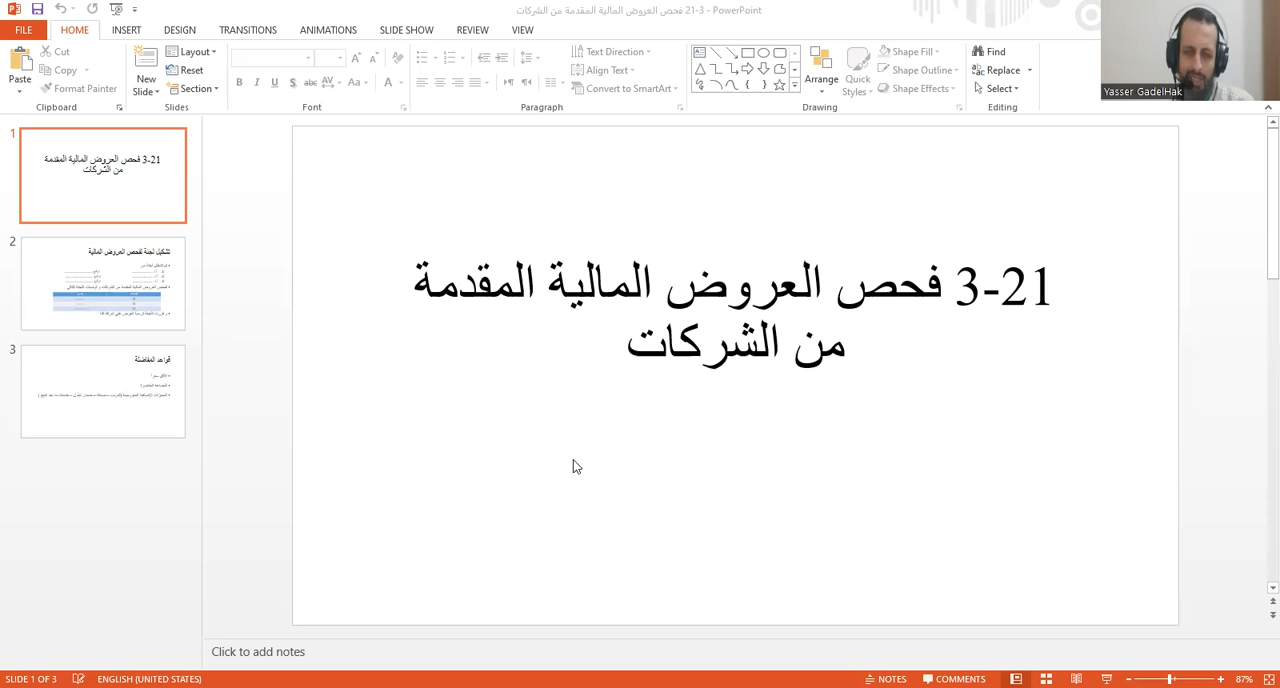 21-3 فحص العروض المالية المقدمة من الشركات - PowerPoint
FILE
HOME
INSERT
DESIGN
TRANSITIONS
ANIMATIONS
SLIDE SHOW
REVIEW
VIEW
Paste
Cut
Copy
Format Painter
Clipboard
New
Slide
Layout
Reset
Section
Slides
Font
Text Direction
Align Text
Convert to SmartArt
Paragraph
Arrange
Quick
Styles
Shape Fill
Shape Outline
Shape Effects
Drawing
Find
Replace
Select
Editing
Yasser GadelHak
1
3-21 فحص العروض المالية المقدمة
من الشركات
2
تشكيل لجنة لفحص العروض المالية
3
قواعد المفاضلة
3-21 فحص العروض المالية المقدمة
من الشركات
Click to add notes
SLIDE 1 OF 3
ENGLISH (UNITED STATES)
NOTES
COMMENTS
87%